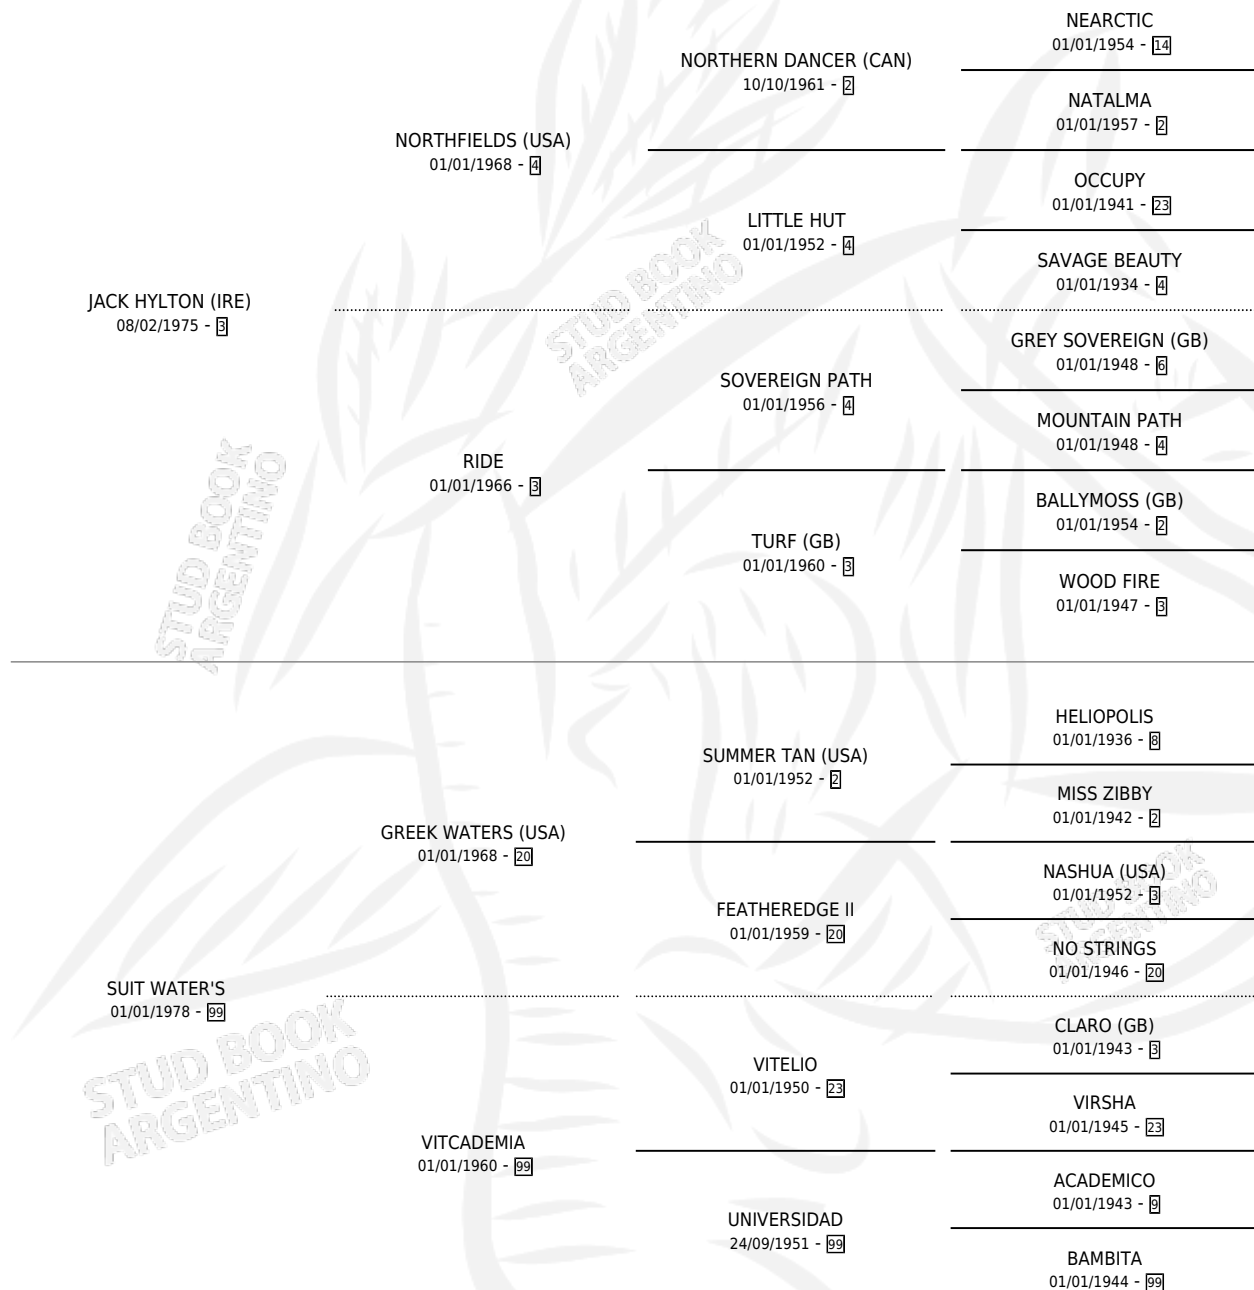 NEARCTIC
01/01/1954 - 14
NORTHERN DANCER (CAN)
10/10/1961 - 2
NATALMA
01/01/1957 - 2
NORTHFIELDS (USA)
01/01/1968 - 4
OCCUPY
01/01/1941 - 23
LITTLE HUT
01/01/1952 - 4
SAVAGE BEAUTY
01/01/1934 - 4
JACK HYLTON (IRE)
08/02/1975 - 3
GREY SOVEREIGN (GB)
01/01/1948 - 6
SOVEREIGN PATH
01/01/1956 - 4
MOUNTAIN PATH
01/01/1948 - 4
RIDE
01/01/1966 - 3
BALLYMOSS (GB)
01/01/1954 - 2
TURF (GB)
01/01/1960 - 3
WOOD FIRE
01/01/1947 - 3
HELIOPOLIS
01/01/1936 - 8
SUMMER TAN (USA)
01/01/1952 - 2
MISS ZIBBY
01/01/1942 - 2
GREEK WATERS (USA)
01/01/1968 - 20
NASHUA (USA)
01/01/1952 - 3
FEATHEREDGE II
01/01/1959 - 20
NO STRINGS
01/01/1946 - 20
SUIT WATER'S
01/01/1978 - 99
CLARO (GB)
01/01/1943 - 3
VITELIO
01/01/1950 - 23
VIRSHA
01/01/1945 - 23
VITCADEMIA
01/01/1960 - 99
ACADEMICO
01/01/1943 - 9
UNIVERSIDAD
24/09/1951 - 99
BAMBITA
01/01/1944 - 99
STUD BOOK
ARGENTINO
STUD BOOK
ARGENTINO
STUD BOOK
ARGENTINO
STUD BOOK
ARGENTINO